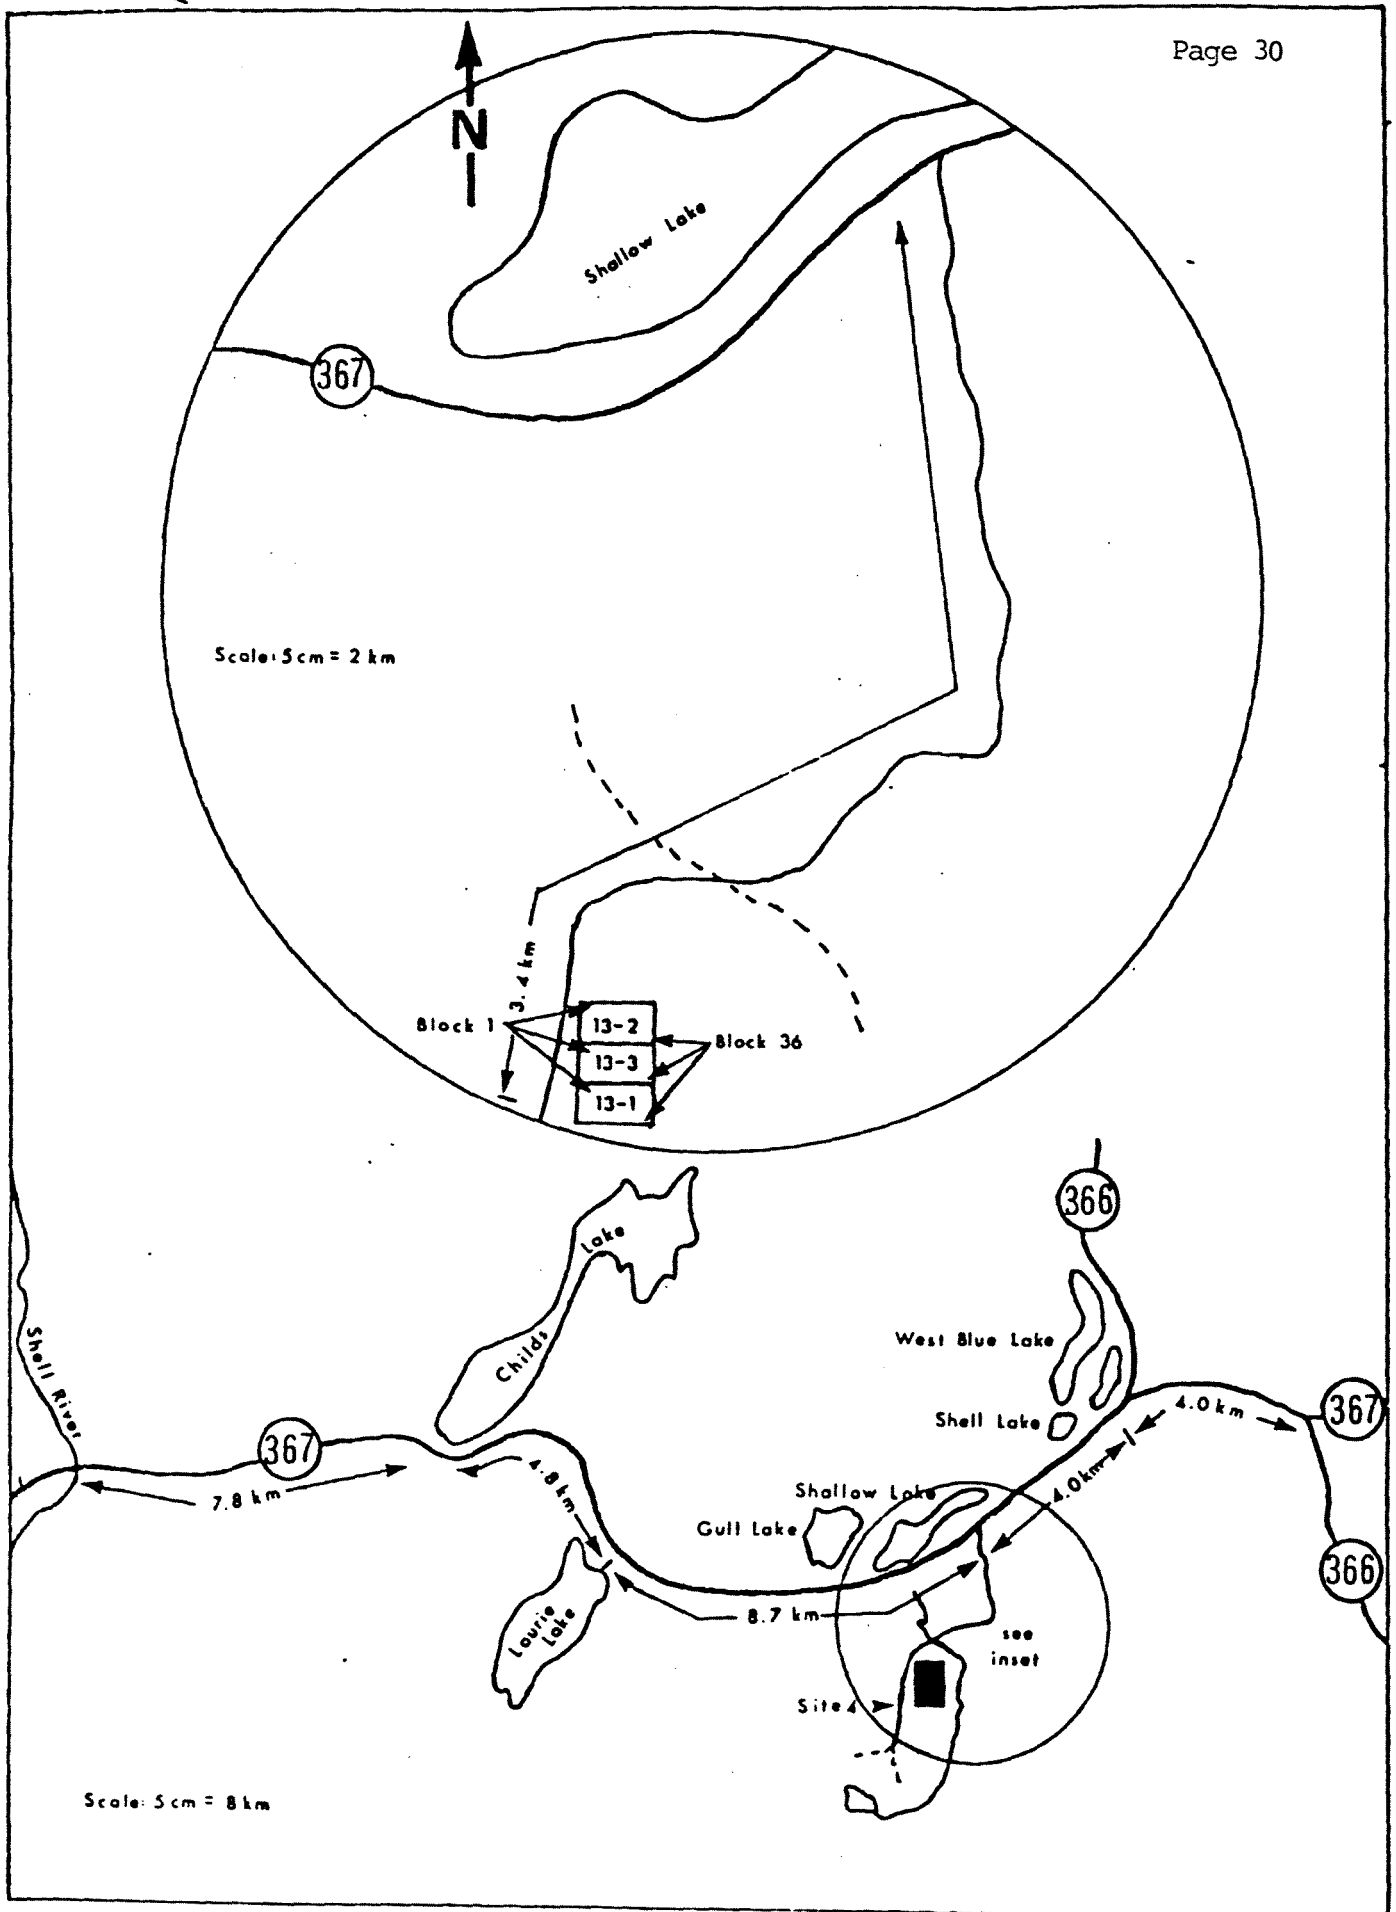 Page 30
N
Shallow Lake
367
Scale: 5 cm = 2 km
3.4 km
Block 1
13-2
13-3
13-1
Block 36
366
Lake
Childs
Shell River
West Blue Lake
Shell Lake
4.0 km
367
367
7.8 km
4.8 km
4.0 km
Shallow Lake
Gull Lake
366
8.7 km
Laurie
Lake
see
inset
Site 4
Scale: 5 cm = 8 km